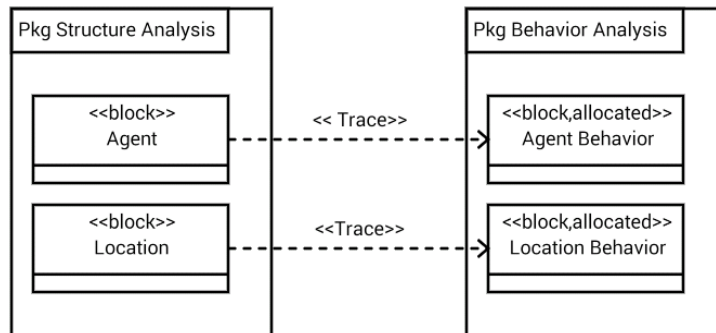 Pkg Structure Analysis
Pkg Behavior Analysis
<<block>>
Agent
<< Trace>>
<<block,allocated>>
Agent Behavior
<<block>>
Location
<<Trace>>
<<block,allocated>>
Location Behavior